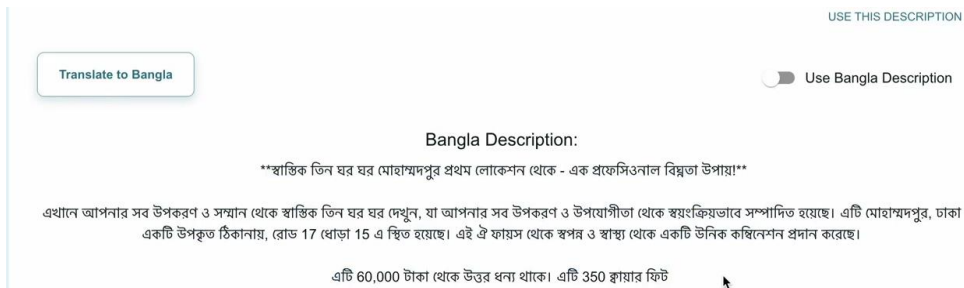 USE THIS DESCRIPTION
Translate to Bangla
Use Bangla Description
Bangla Description:
**স্বাস্তিক তিন ঘর ঘর মোহাম্মদপুর প্রথম লোকেশন থেকে - এক প্রফেসিওনাল বিঘ্নতা উপায়!**
এখানে আপনার সব উপকরণ ও সম্মান থেকে স্বাস্তিক তিন ঘর ঘর দেখুন, যা আপনার সব উপকরণ ও উপযোগীতা থেকে স্বয়ংক্রিয়ভাবে সম্পাদিত হয়েছে। এটি মোহাম্মদপুর, ঢাকা
একটি উপকৃত ঠিকানায়, রোড 17 ধোড়া 15 এ স্থিত হয়েছে। এই ঐ ফায়স থেকে স্বপন্ন ও স্বাস্থ্য থেকে একটি উনিক কম্বিনেশন প্রদান করেছে।
এটি 60,000 টাকা থেকে উত্তর ধন্য থাকে। এটি 350 স্কায়ার ফিট